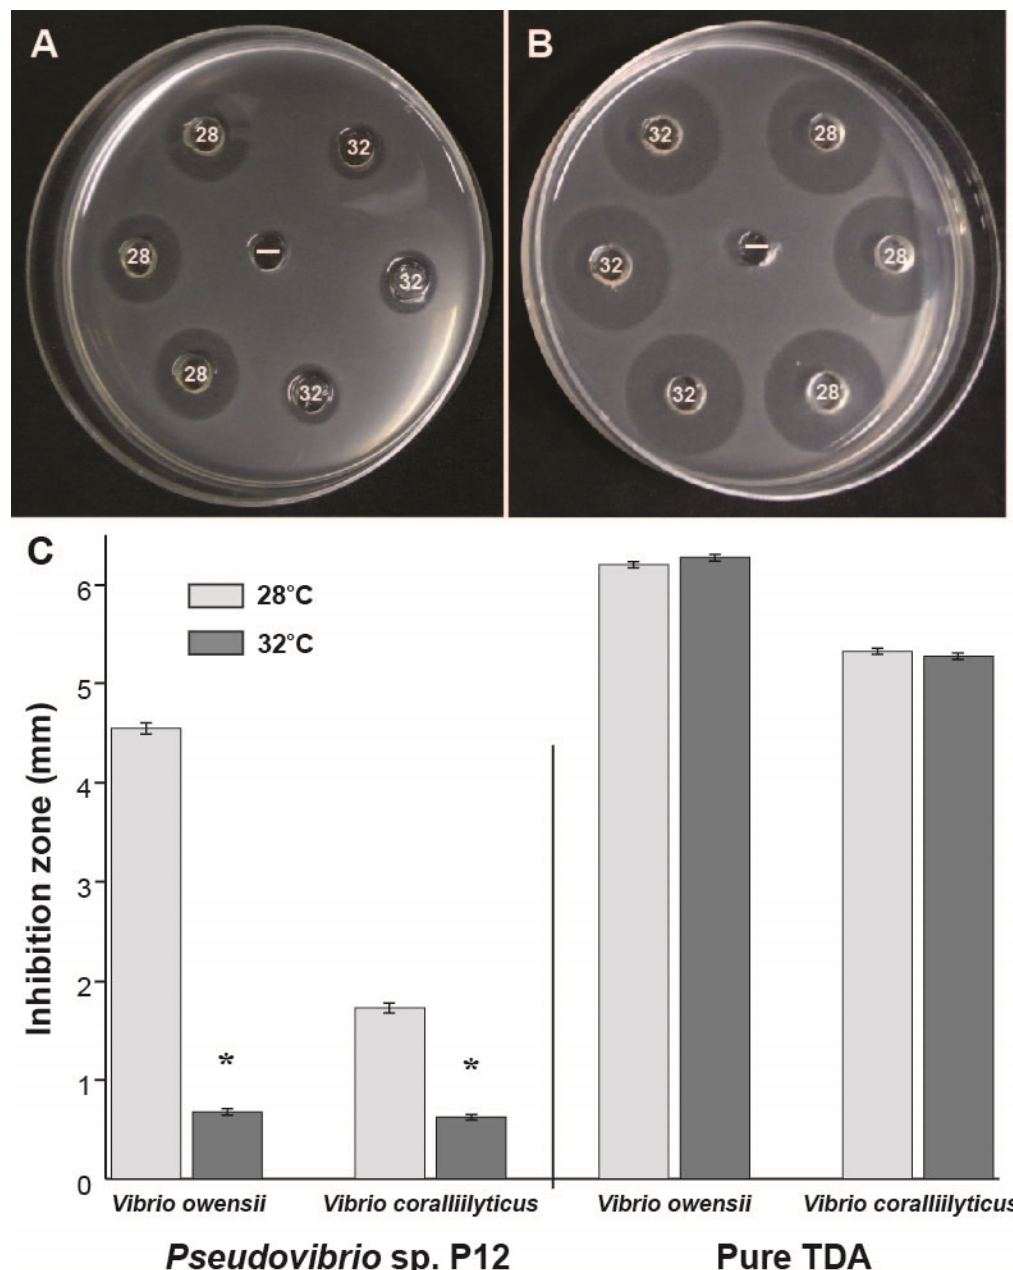 A
B
28
32
32
28
28
—
32
32
—
28
28
32
32
28
C
28°C
32°C
Inhibition zone (mm)
6
5
4
3
2
1
0
*
*
Vibrio owensii
Vibrio coralliilyticus
Vibrio owensii
Vibrio coralliilyticus
Pseudovibrio sp. P12
Pure TDA